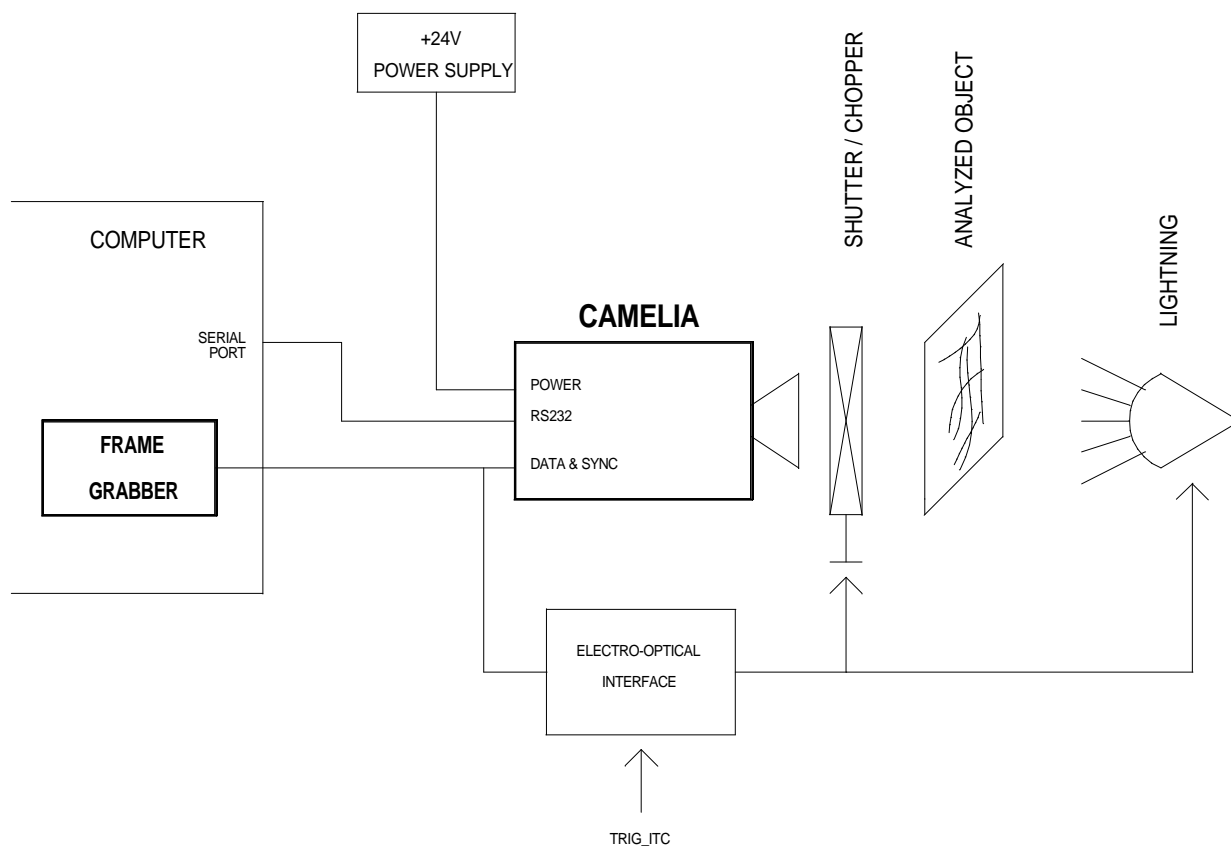 +24V
POWER SUPPLY
SHUTTER / CHOPPER
ANALYZED OBJECT
LIGHTNING
COMPUTER
SERIAL
PORT
CAMELIA
POWER
RS232
DATA & SYNC
FRAME
GRABBER
ELECTRO-OPTICAL
INTERFACE
TRIG_ITC